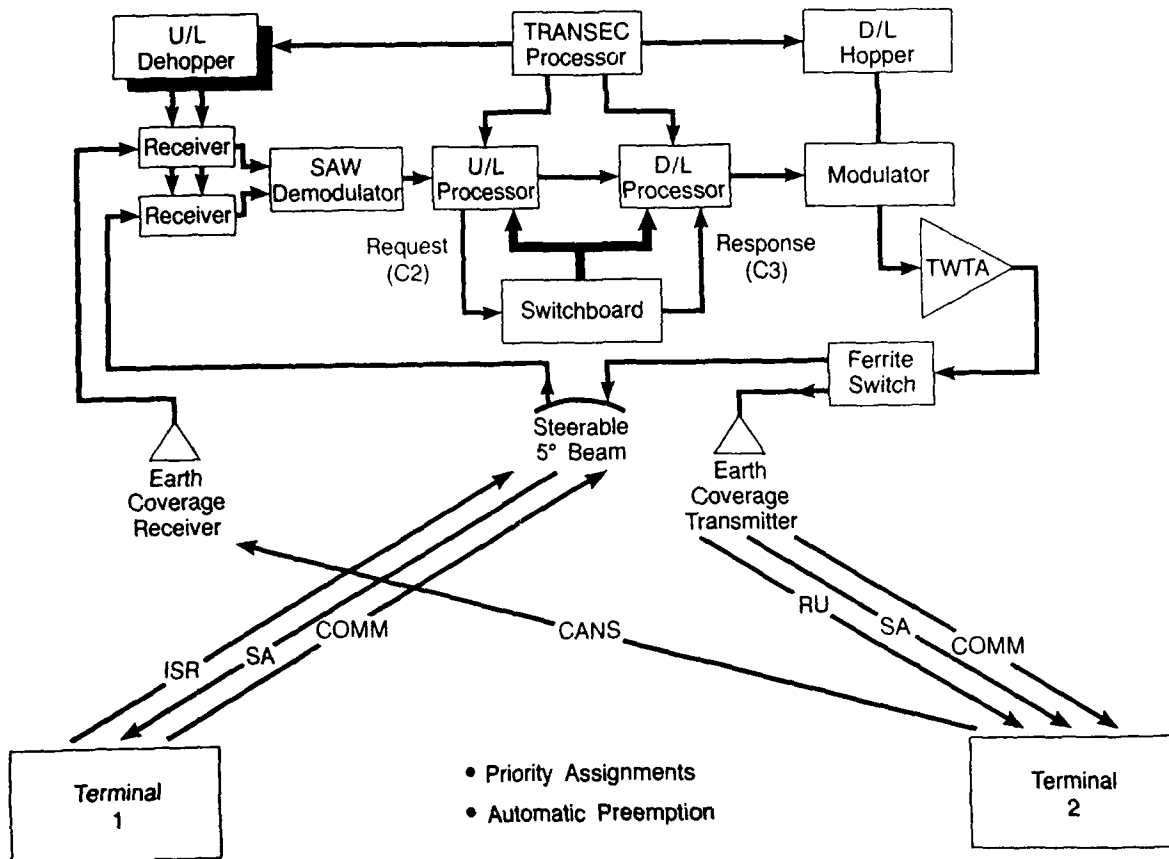 U/L
Dehopper
TRANSEC
Processor
D/L
Hopper
Receiver
Receiver
SAW
Demodulator
U/L
Processor
D/L
Processor
Modulator
Request
(C2)
Response
(C3)
Switchboard
TWTA
Ferrite
Switch
Steerable
5° Beam
Earth
Coverage
Receiver
Earth
Coverage
Transmitter
ISR
SA
COMM
CANS
RU
SA
COMM
Terminal
1
• Priority Assignments
• Automatic Preemption
Terminal
2